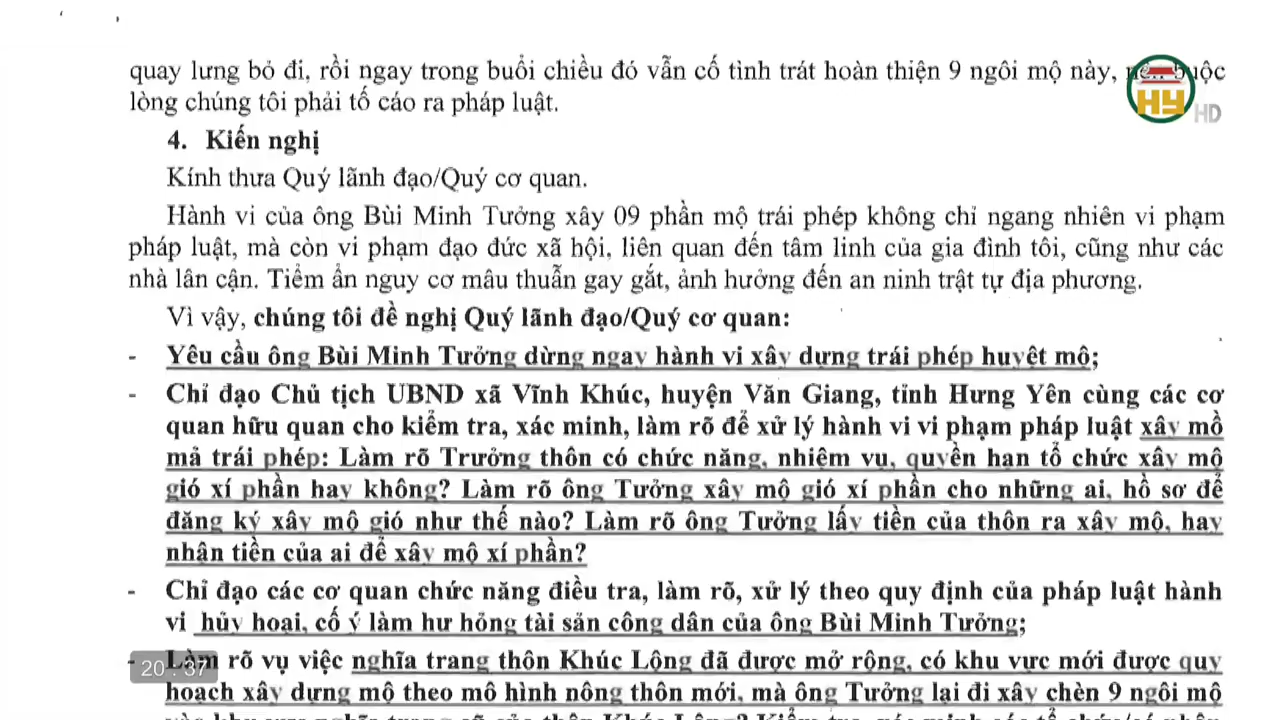 quay lưng bỏ đi, rồi ngay trong buổi chiều đó vẫn cố tình trát hoàn thiện 9 ngôi mộ này, nên buộc
lòng chúng tôi phải tố cáo ra pháp luật.
HY
HD
4. Kiến nghị
Kính thưa Quý lãnh đạo/Quý cơ quan.
Hành vi của ông Bùi Minh Tưởng xây 09 phần mộ trái phép không chỉ ngang nhiên vi phạm
pháp luật, mà còn vi phạm đạo đức xã hội, liên quan đến tâm linh của gia đình tôi, cũng như các
nhà lân cận. Tiềm ẩn nguy cơ mâu thuẫn gay gắt, ảnh hưởng đến an ninh trật tự địa phương.
Vì vậy, chúng tôi đề nghị Quý lãnh đạo/Quý cơ quan:
- Yêu cầu ông Bùi Minh Tưởng dừng ngay hành vi xây dựng trái phép huyệt mộ;
- Chỉ đạo Chủ tịch UBND xã Vĩnh Khúc, huyện Văn Giang, tỉnh Hưng Yên cùng các cơ
quan hữu quan cho kiểm tra, xác minh, làm rõ để xử lý hành vi vi phạm pháp luật xây mồ
mả trái phép: Làm rõ Trưởng thôn có chức năng, nhiệm vụ, quyền hạn tổ chức xây mộ
gió xí phần hay không? Làm rõ ông Tưởng xây mộ gió xí phần cho những ai, hồ sơ để
đăng ký xây mộ gió như thế nào? Làm rõ ông Tưởng lấy tiền của thôn ra xây mộ, hay
nhận tiền của ai để xây mộ xí phần?
- Chỉ đạo các cơ quan chức năng điều tra, làm rõ, xử lý theo quy định của pháp luật hành
vi hủy hoại, cố ý làm hư hỏng tài sản công dân của ông Bùi Minh Tưởng;
- Làm rõ vụ việc nghĩa trang thôn Khúc Lộng đã được mở rộng, có khu vực mới được quy
20:37
hoạch xây dựng mộ theo mô hình nông thôn mới, mà ông Tưởng lại đi xây chèn 9 ngôi mộ